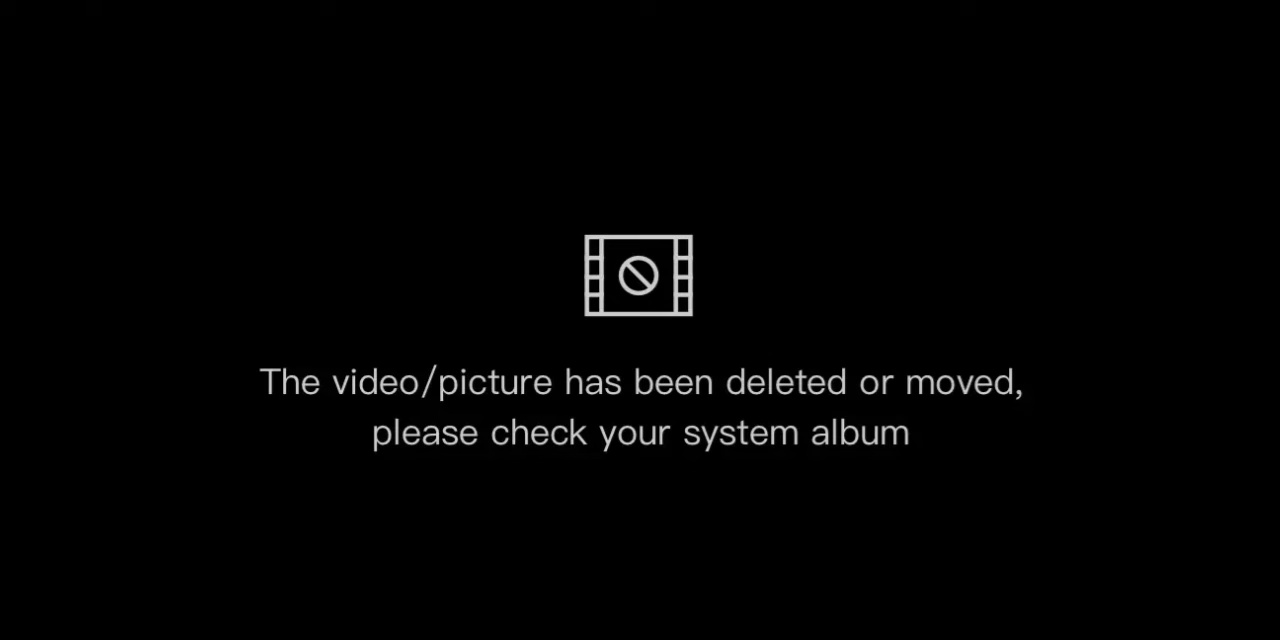 The video/picture has been deleted or moved,
please check your system album